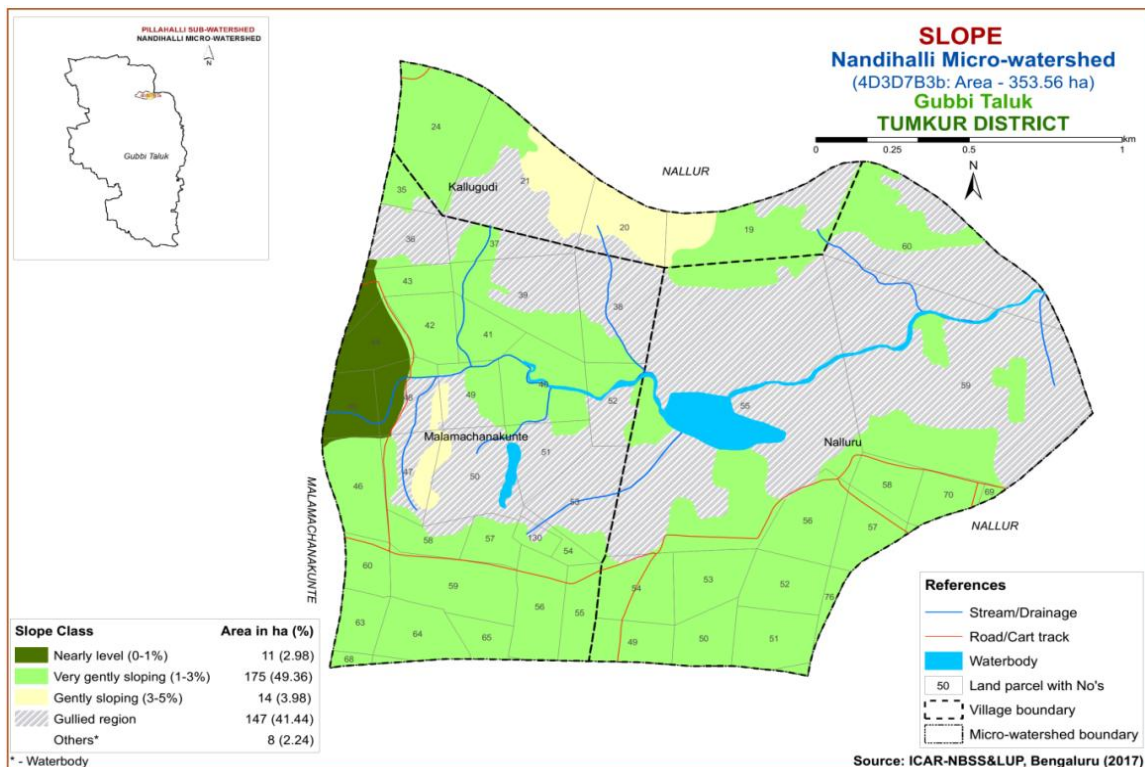 PILLAHALLI SUB-WATERSHED
NANDIHALLI MICRO-WATERSHED
N
Gubbi Taluk
SLOPE
Nandihalli Micro-watershed
(4D3D7B3b: Area - 353.56 ha)
Gubbi Taluk
TUMKUR DISTRICT
km
0 0.25 0.5 1
N
NALLUR
24
21
Kallugudi
35
20
19
60
36
37
43
39
38
42
41
59
48
49
46
52
55
Malamachanakunte
Nalluru
47
50
51
53
46
MALAMACHANAKUNTE
58
57
130
54
56
58
70
69
57
NALLUR
60
59
54
53
52
76
56
55
63
64
65
49
50
51
68
Slope Class Area in ha (%)
Nearly level (0-1%) 11 (2.98)
Very gently sloping (1-3%) 175 (49.36)
Gently sloping (3-5%) 14 (3.98)
Gullied region 147 (41.44)
Others* 8 (2.24)
* - Waterbody
References
Stream/Drainage
Road/Cart track
Waterbody
50 Land parcel with No's
Village boundary
Micro-watershed boundary
Source: ICAR-NBSS&LUP, Bengaluru (2017)